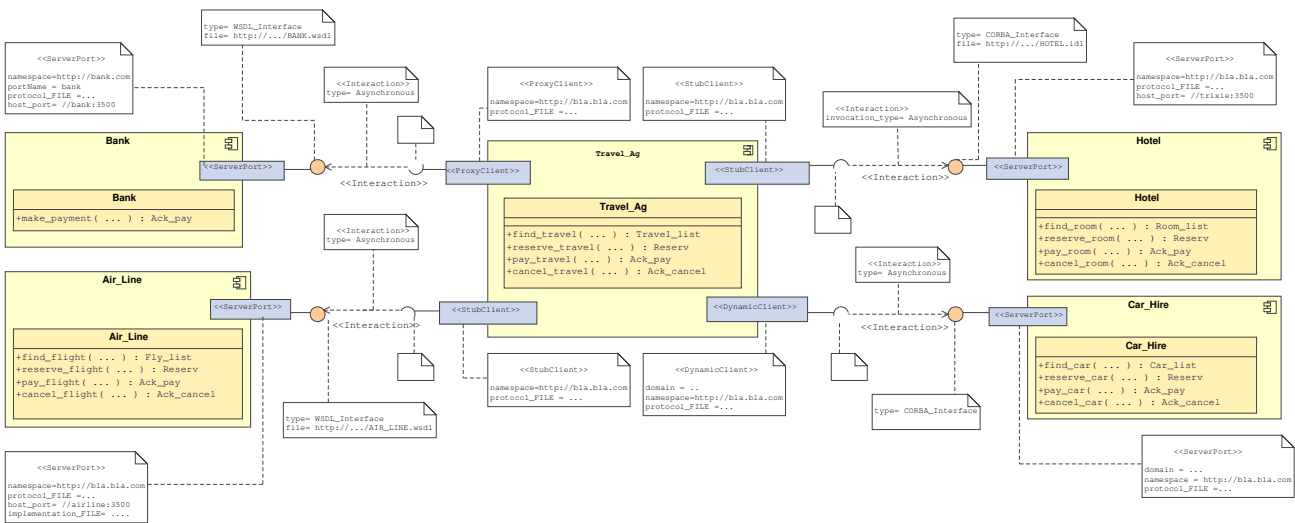 type= WSDL_Interface
file= http://.../BANK.wsdl
<<ServerPort>>
namespace=http://bank.com
portName = bank
protocol_FILE =...
host_port= //bank:3500
<<Interaction>>
type= Asynchronous
<<ProxyClient>>
namespace=http://bla.bla.com
protocol_FILE =...
<<StubClient>>
namespace=http://bla.bla.com
protocol_FILE =...
type= CORBA_Interface
file= http://.../HOTEL.idl
<<Interaction>>
invocation_type= Asynchronous
<<ServerPort>>
namespace=http://bla.bla.com
protocol_FILE =...
host_port= //trixie:3500
Bank
<<ServerPort>>
<<Interaction>>
<<ProxyClient>>
Bank
+make_payment( ... ) : Ack_pay
Travel_Ag
<<StubClient>>
Travel_Ag
+find_travel( ... ) : Travel_list
+reserve_travel( ... ) : Reserv
+pay_travel( ... ) : Ack_pay
+cancel_travel( ... ) : Ack_cancel
<<Interaction>>
<<ServerPort>>
Hotel
Hotel
+find_room( ... ) : Room_list
+reserve_room( ... ) : Reserv
+pay_room( ... ) : Ack_pay
+cancel_room( ... ) : Ack_cancel
<<Interaction>>
type= Asynchronous
<<Interaction>>
type= Asynchronous
Air_Line
<<ServerPort>>
<<Interaction>>
<<StubClient>>
Air_Line
+find_flight( ... ) : Fly_list
+reserve_flight( ... ) : Reserv
+pay_flight( ... ) : Ack_pay
+cancel_flight( ... ) : Ack_cancel
<<DynamicClient>>
<<Interaction>>
<<ServerPort>>
Car_Hire
Car_Hire
+find_car( ... ) : Car_list
+reserve_car( ... ) : Reserv
+pay_car( ... ) : Ack_pay
+cancel_car( ... ) : Ack_cancel
type= WSDL_Interface
file= http://.../AIR_LINE.wsdl
<<StubClient>>
namespace=http://bla.bla.com
protocol_FILE = ...
<<DynamicClient>>
domain = ..
namespace=http://bla.bla.com
protocol_FILE =...
type= CORBA_Interface
<<ServerPort>>
namespace=http://bla.bla.com
protocol_FILE =...
host_port= //airline:3500
implementation_FILE= ....
<<ServerPort>>
domain = ...
namespace = http://bla.bla.com
protocol_FILE =...